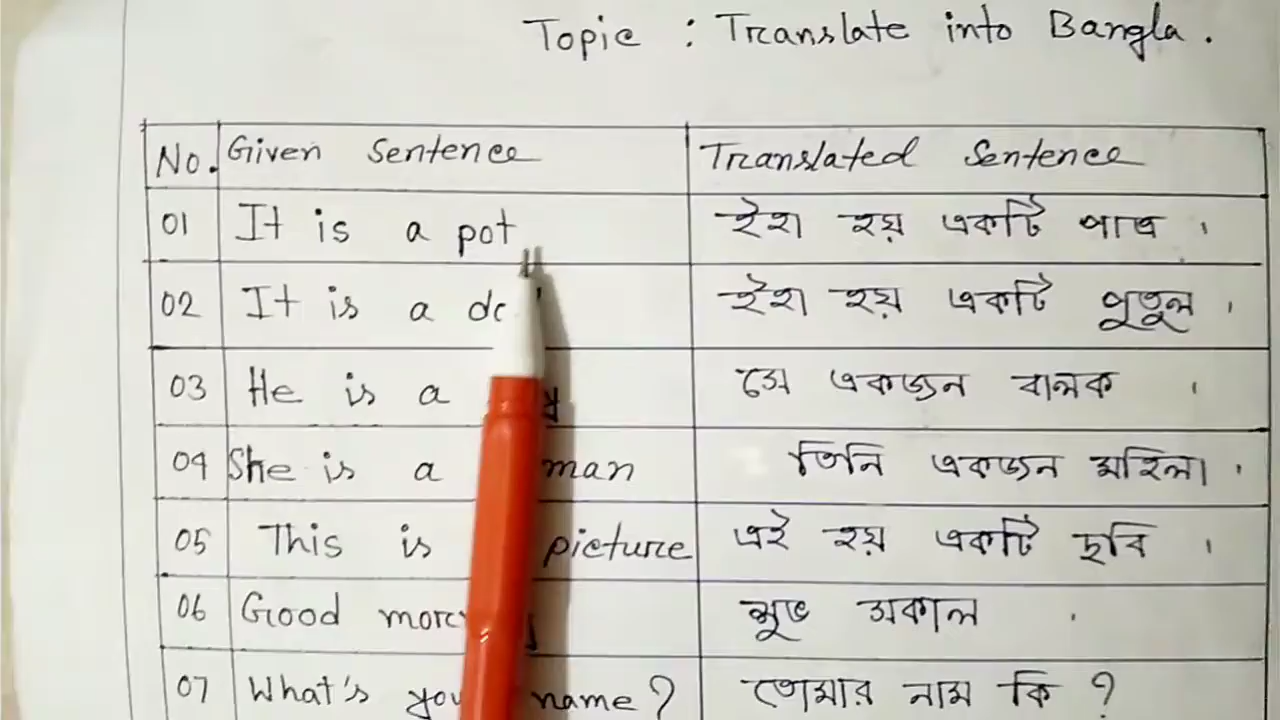 Topic : Translate into Bangla.
No. Given Sentence Translated Sentence
01 It is a pot ইহা হয় একটি পাত্র ।
02 It is a ইহা হয় একটি পুতুল ।
03 He is a সে একজন বালক ।
04 She is a man তিনি একজন মহিলা ।
05 This is picture এই হয় একটি ছবি ।
06 Good শুভ সকাল .
07 What's name? তোমার নাম কি ?